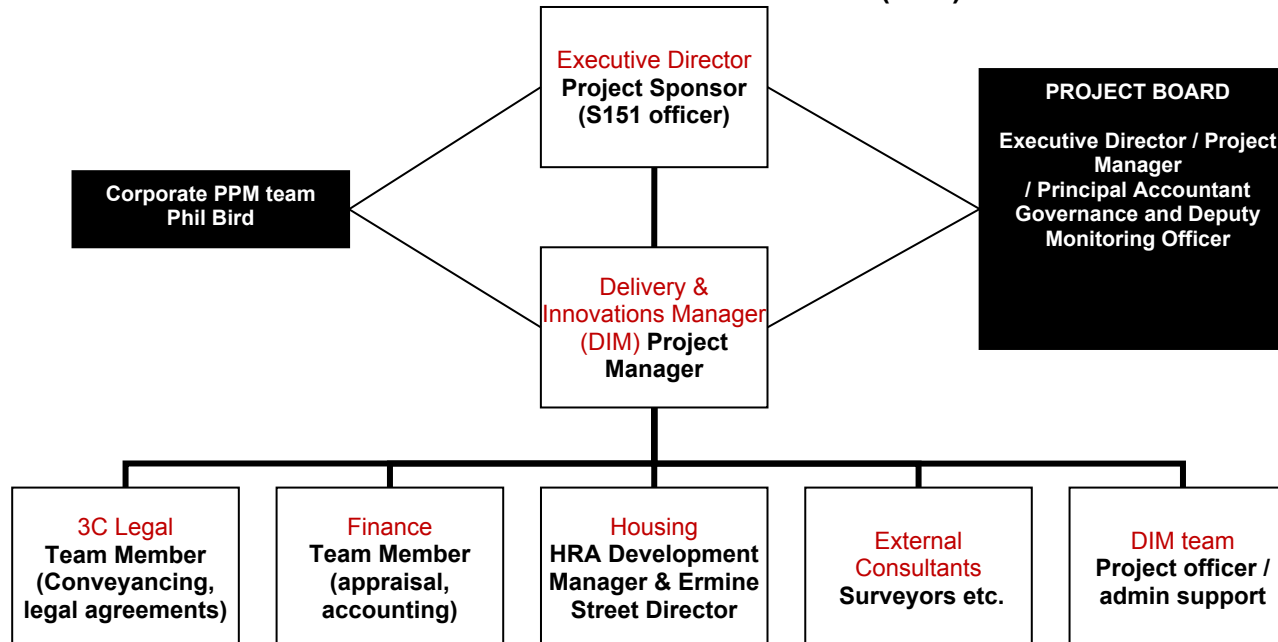 Executive Director
Project Sponsor
(S151 officer)
PROJECT BOARD
Executive Director / Project
Manager
/ Principal Accountant
Governance and Deputy
Monitoring Officer
Corporate PPM team
Phil Bird
Delivery &
Innovations Manager
(DIM) Project
Manager
3C Legal
Team Member
(Conveyancing,
legal agreements)
Finance
Team Member
(appraisal,
accounting)
Housing
HRA Development
Manager & Ermine
Street Director
External
Consultants
Surveyors etc.
DIM team
Project officer /
admin support